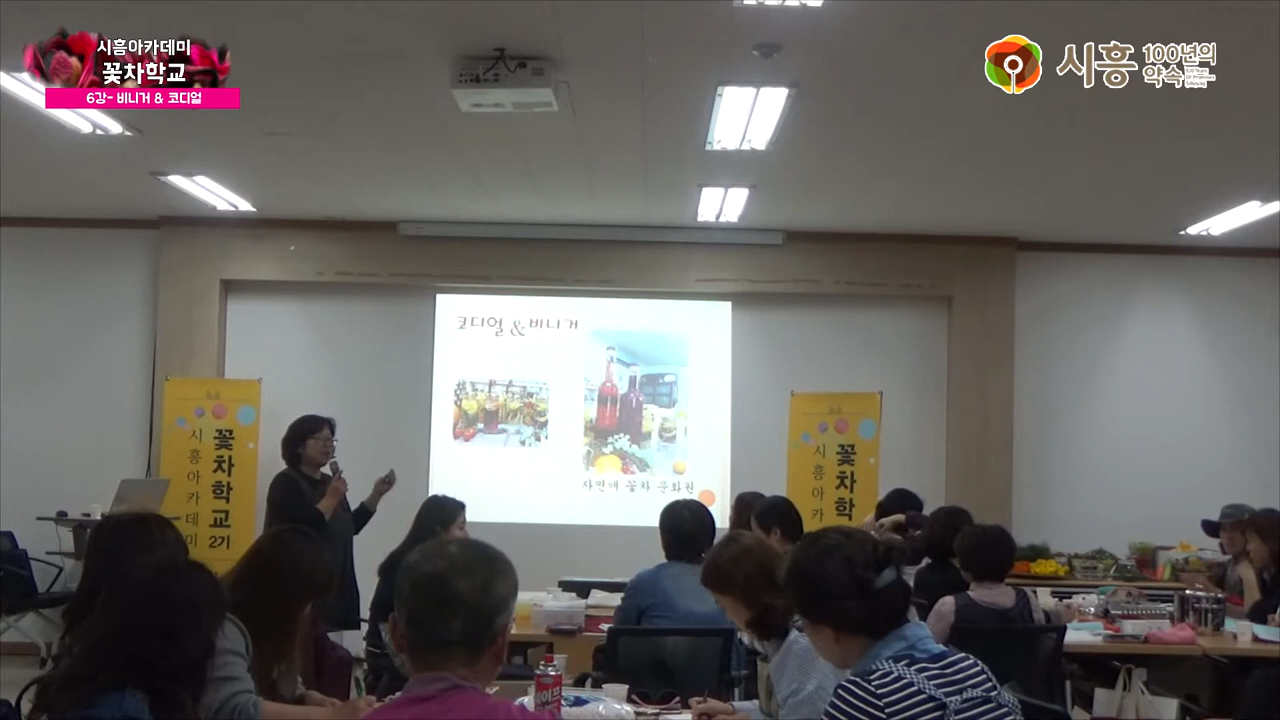 시흥아카데미
꽃차학교
6강- 비니거 & 코디얼
시흥 100년의
약속
코디얼 & 비니거
자연애 꽃차 문화원
시흥아카데미
꽃차학교
2기
시흥아카
꽃차학